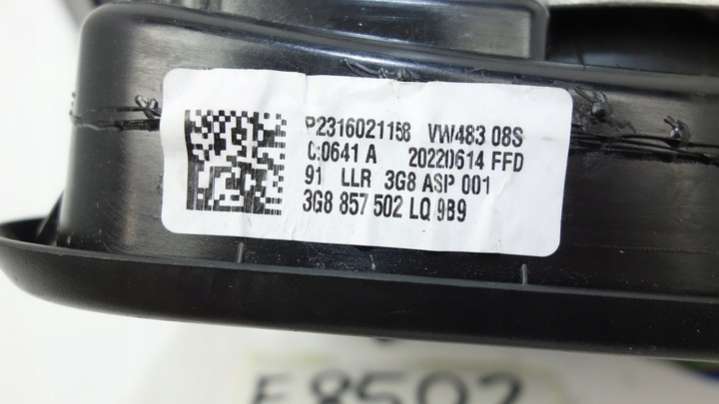 P2316021158 VW483 08S
C:0641 A 20220614 FFD
91 LLR 3G8 ASP 001
3G8 857 502 LQ 9B9